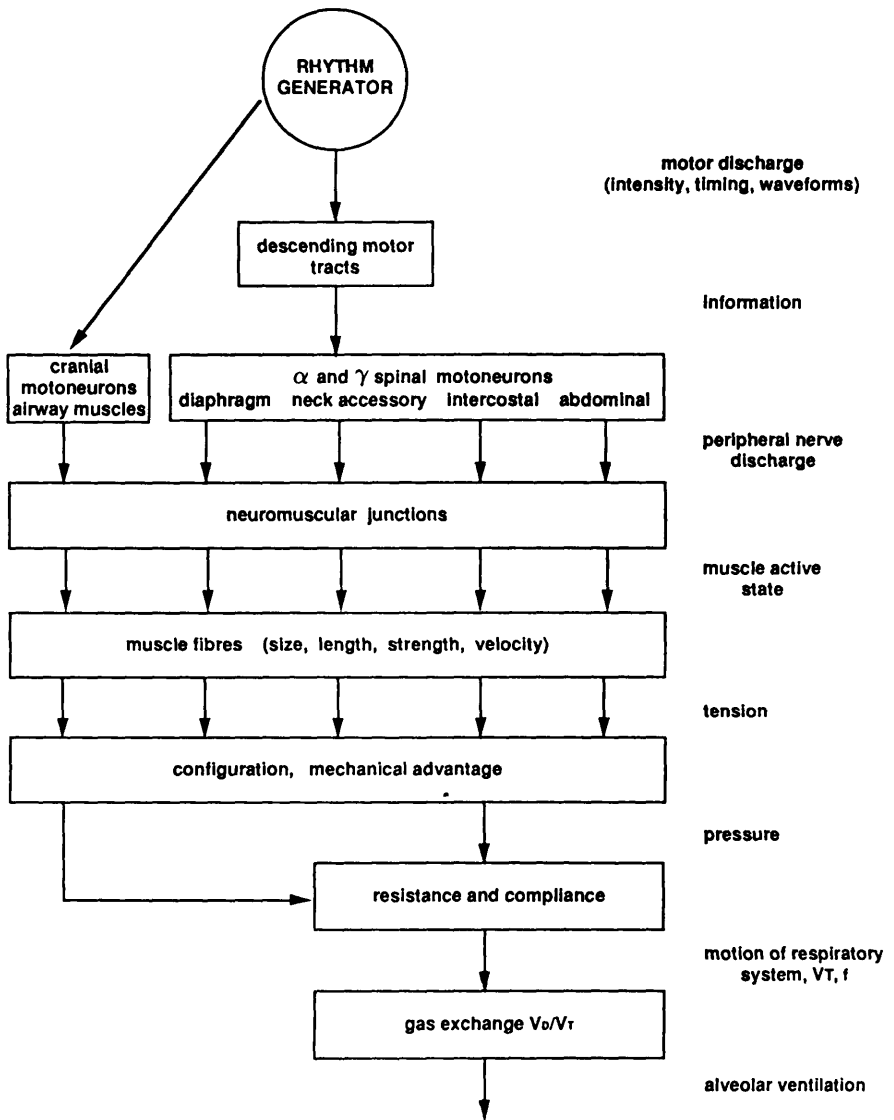 RHYTHM
GENERATOR
motor discharge
(intensity, timing, waveforms)
descending motor
tracts
Information
cranial
motoneurons
airway muscles
α and γ spinal motoneurons
diaphragm neck accessory intercostal abdominal
peripheral nerve
discharge
neuromuscular junctions
muscle active
state
muscle fibres (size, length, strength, velocity)
tension
configuration, mechanical advantage
pressure
resistance and compliance
motion of respiratory
system, VT, f
gas exchange VD/VT
alveolar ventilation